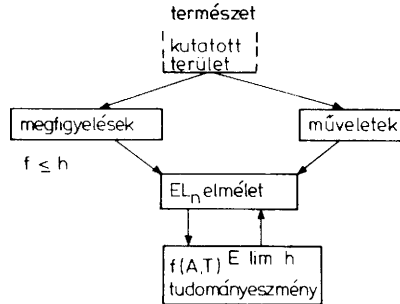 természet
kutatott
terület
megfigyelések
műveletek
f ≤ h
ELₙ elmélet
f(A,T) E lim h
tudományeszmény